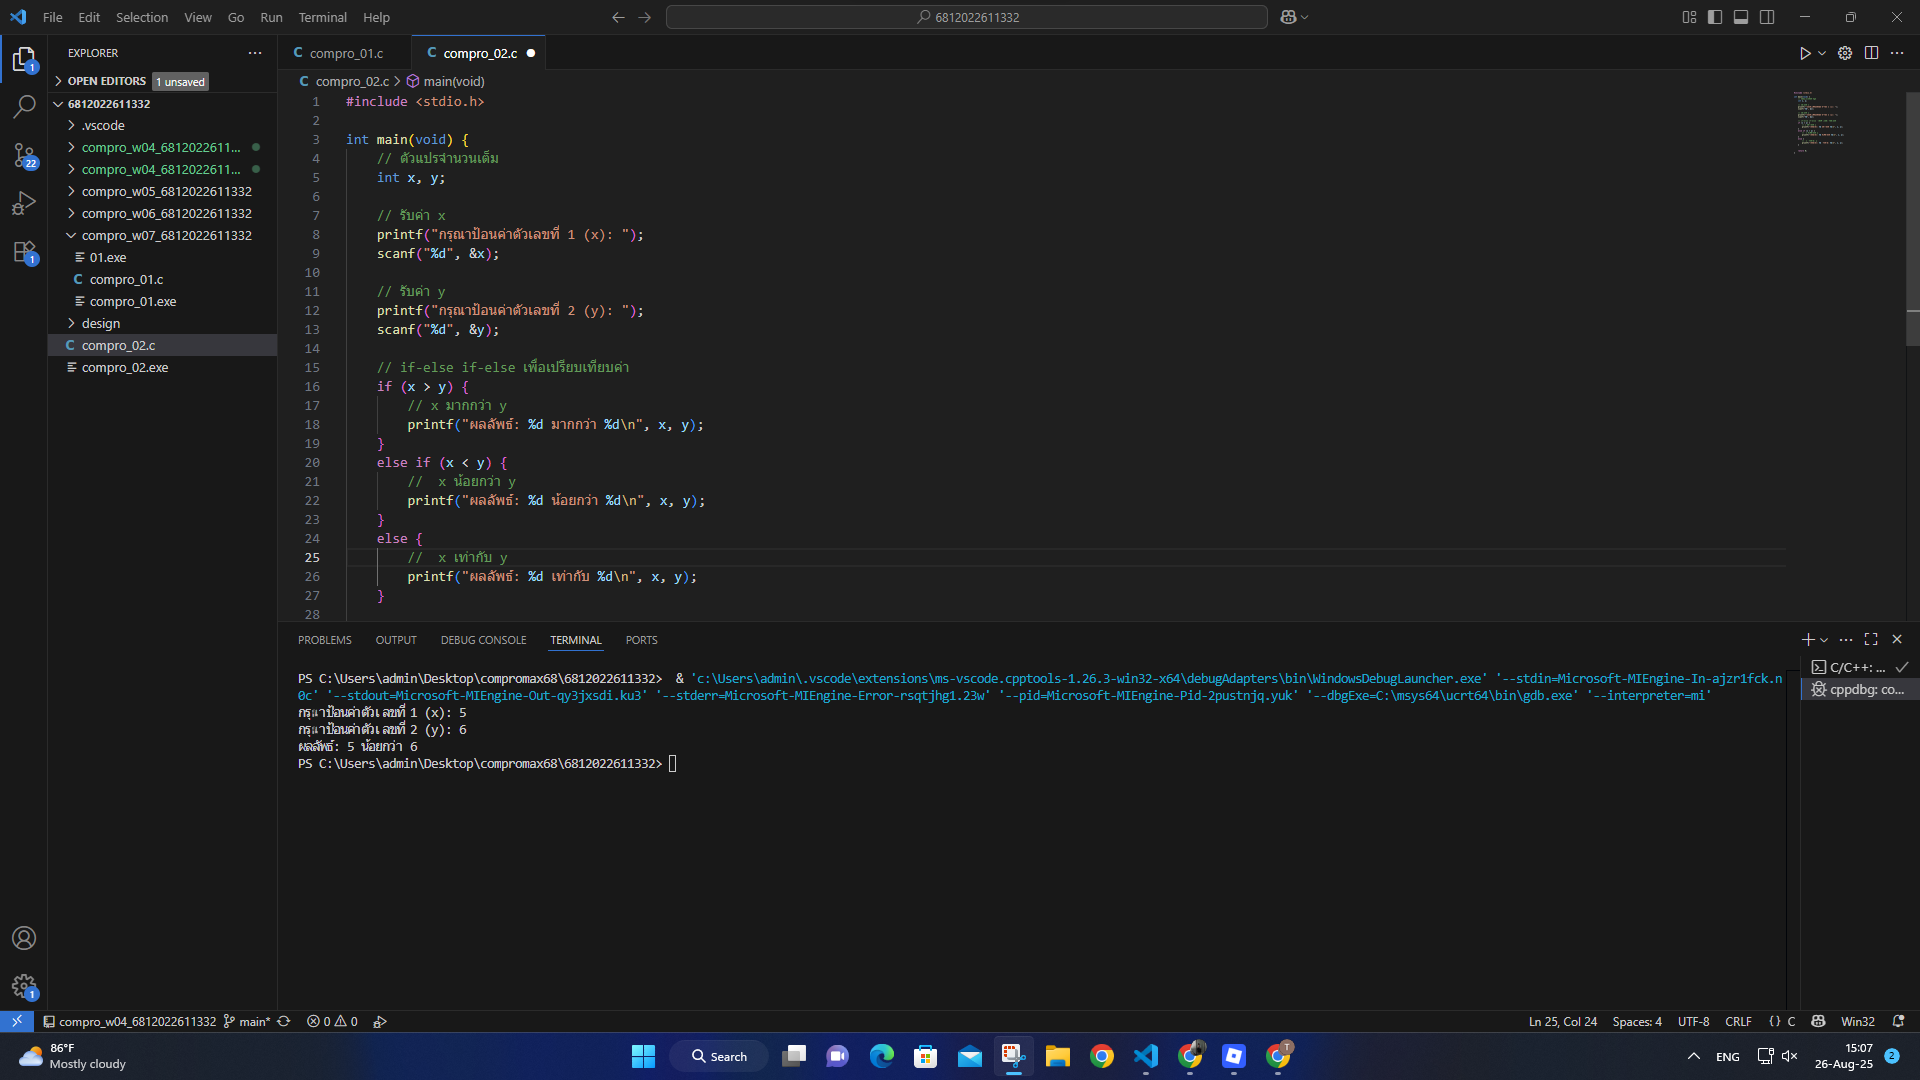 File Edit Selection View Go Run Terminal Help
6812022611332
EXPLORER
OPEN EDITORS 1 unsaved
6812022611332
.vscode
compro_w04_6812022611...
compro_w04_6812022611...
compro_w05_6812022611332
compro_w06_6812022611332
compro_w07_6812022611332
01.exe
compro_01.c
compro_01.exe
design
compro_02.c
compro_02.exe
compro_01.c
compro_02.c
compro_02.c > main(void)
1 #include <stdio.h>
2
3 int main(void) {
4 // ตัวแปรจำนวนเต็ม
5 int x, y;
6
7 // รับค่า x
8 printf("กรุณาป้อนค่าตัวเลขที่ 1 (x): ");
9 scanf("%d", &x);
10
11 // รับค่า y
12 printf("กรุณาป้อนค่าตัวเลขที่ 2 (y): ");
13 scanf("%d", &y);
14
15 // if-else if-else เพื่อเปรียบเทียบค่า
16 if (x > y) {
17 // x มากกว่า y
18 printf("ผลลัพธ์: %d มากกว่า %d\n", x, y);
19 }
20 else if (x < y) {
21 //  x น้อยกว่า y
22 printf("ผลลัพธ์: %d น้อยกว่า %d\n", x, y);
23 }
24 else {
25 //  x เท่ากับ y
26 printf("ผลลัพธ์: %d เท่ากับ %d\n", x, y);
27 }
28
PROBLEMS OUTPUT DEBUG CONSOLE TERMINAL PORTS
PS C:\Users\admin\Desktop\compromax68\6812022611332>  & 'c:\Users\admin\.vscode\extensions\ms-vscode.cpptools-1.26.3-win32-x64\debugAdapters\bin\WindowsDebugLauncher.exe' '--stdin=Microsoft-MIEngine-In-ajzr1fck.n
0c' '--stdout=Microsoft-MIEngine-Out-qy3jxsdi.ku3' '--stderr=Microsoft-MIEngine-Error-rsqtjhg1.23w' '--pid=Microsoft-MIEngine-Pid-2pustnjq.yuk' '--dbgExe=C:\msys64\ucrt64\bin\gdb.exe' '--interpreter=mi'
กรุณาป้อนค่าตัวเลขที่ 1 (x): 5
กรุณาป้อนค่าตัวเลขที่ 2 (y): 6
ผลลัพธ์: 5 น้อยกว่า 6
PS C:\Users\admin\Desktop\compromax68\6812022611332>
C/C++: ...
cppdbg: co...
1
22
1
1
compro_w04_6812022611332 main* 0 0
Ln 25, Col 24 Spaces: 4 UTF-8 CRLF {} C Win32
86°F
Mostly cloudy
Search
T
ENG
15:07
26-Aug-25
2